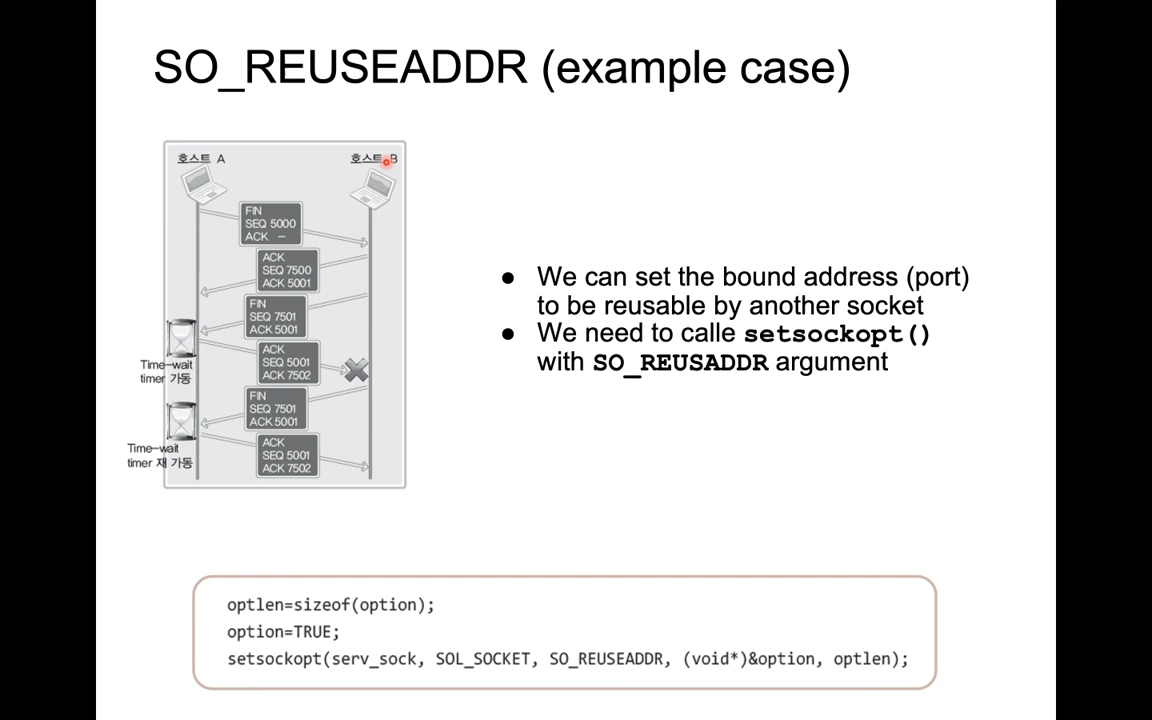 SO_REUSEADDR (example case)
호스트 A
호스트 B
FIN
SEQ 5000
ACK –
ACK
SEQ 7500
ACK 5001
FIN
SEQ 7501
ACK 5001
ACK
SEQ 5001
ACK 7502
Time-wait
timer 가동
FIN
SEQ 7501
ACK 5001
ACK
SEQ 5001
ACK 7502
Time-wait
timer 재 가동
● We can set the bound address (port)
to be reusable by another socket
● We need to calle setsockopt()
with SO_REUSADDR argument
optlen=sizeof(option);
option=TRUE;
setsockopt(serv_sock, SOL_SOCKET, SO_REUSEADDR, (void*)&option, optlen);